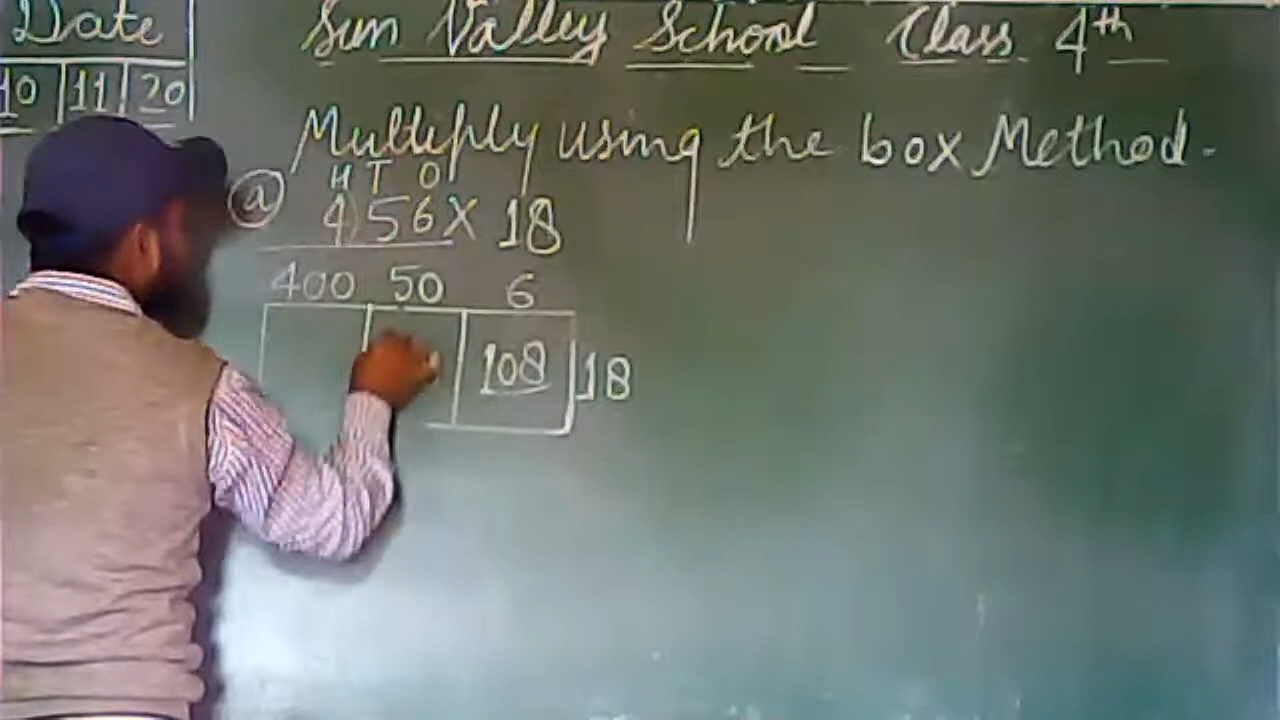 Date
10 11 20
Sun Valley School Class 4th
Multiply using the box Method.
H T O
(a) 456 X 18
400 50 6
108 18